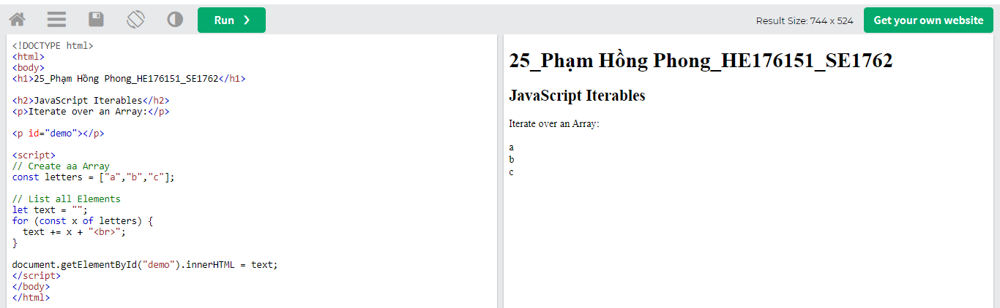 Run ❯
Result Size: 744 x 524
Get your own website
<!DOCTYPE html>
<html>
<body>
<h1>25_Phạm Hồng Phong_HE176151_SE1762</h1>
<h2>JavaScript Iterables</h2>
<p>Iterate over an Array:</p>
<p id="demo"></p>
<script>
// Create aa Array
const letters = ["a","b","c"];
// List all Elements
let text = "";
for (const x of letters) {
  text += x + "<br>";
}
document.getElementById("demo").innerHTML = text;
</script>
</body>
</html>
25_Phạm Hồng Phong_HE176151_SE1762
JavaScript Iterables
Iterate over an Array:
a
b
c